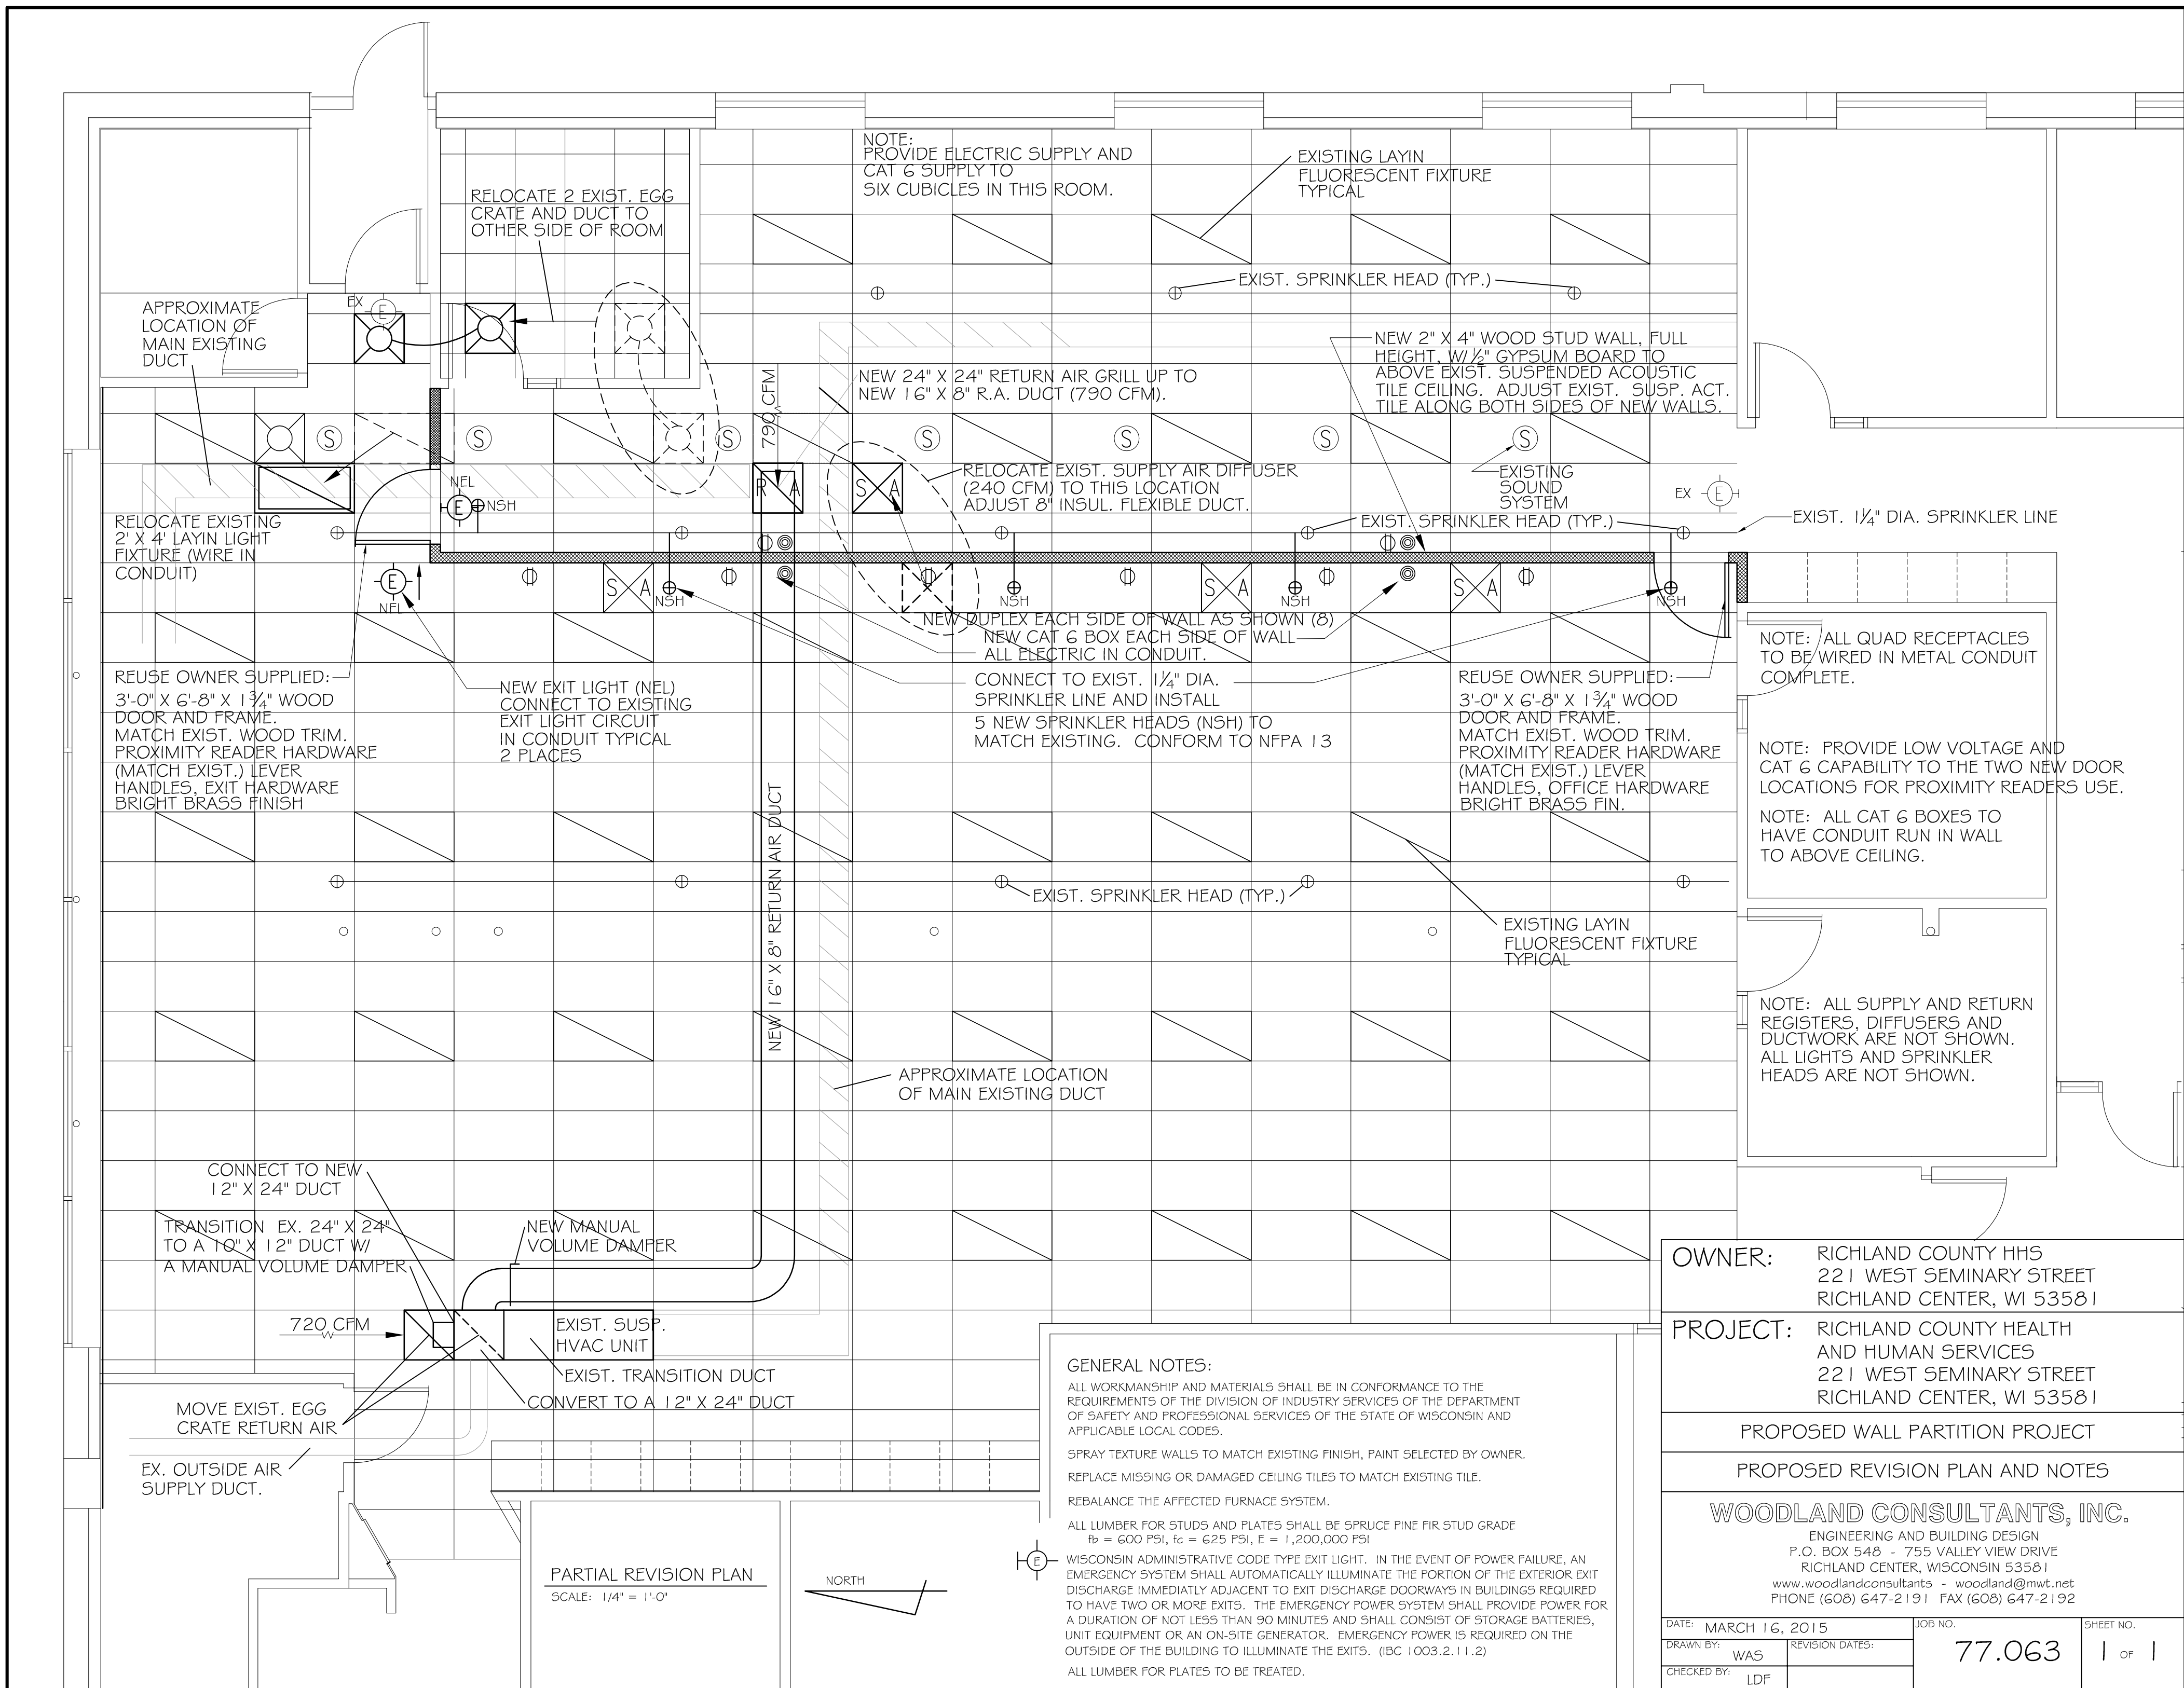 NOTE:
PROVIDE ELECTRIC SUPPLY AND
CAT 6 SUPPLY TO
SIX CUBICLES IN THIS ROOM.
EXISTING LAYIN
FLUORESCENT FIXTURE
TYPICAL
RELOCATE 2 EXIST. EGG
CRATE AND DUCT TO
OTHER SIDE OF ROOM
EXIST. SPRINKLER HEAD (TYP.)
APPROXIMATE
LOCATION OF
MAIN EXISTING
DUCT
EX
E
NEW 2" X 4" WOOD STUD WALL, FULL
HEIGHT, W/ ½" GYPSUM BOARD TO
ABOVE EXIST. SUSPENDED ACOUSTIC
TILE CEILING. ADJUST EXIST. SUSP. ACT.
TILE ALONG BOTH SIDES OF NEW WALLS.
NEW 24" X 24" RETURN AIR GRILL UP TO
NEW 16" X 8" R.A. DUCT (790 CFM).
790 CFM
S
S
S
S
S
S
S
R A
S A
RELOCATE EXIST. SUPPLY AIR DIFFUSER
(240 CFM) TO THIS LOCATION
ADJUST 8" INSUL. FLEXIBLE DUCT.
EXISTING
SOUND
SYSTEM
EX
E
NEL
E
NSH
EXIST. SPRINKLER HEAD (TYP.)
EXIST. 1¼" DIA. SPRINKLER LINE
RELOCATE EXISTING
2' X 4' LAYIN LIGHT
FIXTURE (WIRE IN
CONDUIT)
E
NEL
S A
NSH
NSH
S A
NSH
S A
NSH
NEW DUPLEX EACH SIDE OF WALL AS SHOWN (8)
NEW CAT 6 BOX EACH SIDE OF WALL
ALL ELECTRIC IN CONDUIT.
NOTE: ALL QUAD RECEPTACLES
TO BE WIRED IN METAL CONDUIT
COMPLETE.
REUSE OWNER SUPPLIED:
3'-0" X 6'-8" X 1¾" WOOD
DOOR AND FRAME.
MATCH EXIST. WOOD TRIM.
PROXIMITY READER HARDWARE
(MATCH EXIST.) LEVER
HANDLES, EXIT HARDWARE
BRIGHT BRASS FINISH
NEW EXIT LIGHT (NEL)
CONNECT TO EXISTING
EXIT LIGHT CIRCUIT
IN CONDUIT TYPICAL
2 PLACES
CONNECT TO EXIST. 1¼" DIA.
SPRINKLER LINE AND INSTALL
5 NEW SPRINKLER HEADS (NSH) TO
MATCH EXISTING. CONFORM TO NFPA 13
REUSE OWNER SUPPLIED:
3'-0" X 6'-8" X 1¾" WOOD
DOOR AND FRAME.
MATCH EXIST. WOOD TRIM.
PROXIMITY READER HARDWARE
(MATCH EXIST.) LEVER
HANDLES, OFFICE HARDWARE
BRIGHT BRASS FIN.
NOTE: PROVIDE LOW VOLTAGE AND
CAT 6 CAPABILITY TO THE TWO NEW DOOR
LOCATIONS FOR PROXIMITY READERS USE.
NOTE: ALL CAT 6 BOXES TO
HAVE CONDUIT RUN IN WALL
TO ABOVE CEILING.
NEW 16" X 8" RETURN AIR DUCT
EXIST. SPRINKLER HEAD (TYP.)
EXISTING LAYIN
FLUORESCENT FIXTURE
TYPICAL
NOTE: ALL SUPPLY AND RETURN
REGISTERS, DIFFUSERS AND
DUCTWORK ARE NOT SHOWN.
ALL LIGHTS AND SPRINKLER
HEADS ARE NOT SHOWN.
APPROXIMATE LOCATION
OF MAIN EXISTING DUCT
CONNECT TO NEW
12" X 24" DUCT
TRANSITION EX. 24" X 24"
TO A 10" X 12" DUCT W/
A MANUAL VOLUME DAMPER
NEW MANUAL
VOLUME DAMPER
720 CFM
EXIST. SUSP.
HVAC UNIT
EXIST. TRANSITION DUCT
CONVERT TO A 12" X 24" DUCT
MOVE EXIST. EGG
CRATE RETURN AIR
EX. OUTSIDE AIR
SUPPLY DUCT.
PARTIAL REVISION PLAN
SCALE: 1/4" = 1'-0"
NORTH
GENERAL NOTES:
ALL WORKMANSHIP AND MATERIALS SHALL BE IN CONFORMANCE TO THE
REQUIREMENTS OF THE DIVISION OF INDUSTRY SERVICES OF THE DEPARTMENT
OF SAFETY AND PROFESSIONAL SERVICES OF THE STATE OF WISCONSIN AND
APPLICABLE LOCAL CODES.
SPRAY TEXTURE WALLS TO MATCH EXISTING FINISH, PAINT SELECTED BY OWNER.
REPLACE MISSING OR DAMAGED CEILING TILES TO MATCH EXISTING TILE.
REBALANCE THE AFFECTED FURNACE SYSTEM.
ALL LUMBER FOR STUDS AND PLATES SHALL BE SPRUCE PINE FIR STUD GRADE
fb = 600 PSI, fc = 625 PSI, E = 1,200,000 PSI
E
WISCONSIN ADMINISTRATIVE CODE TYPE EXIT LIGHT. IN THE EVENT OF POWER FAILURE, AN
EMERGENCY SYSTEM SHALL AUTOMATICALLY ILLUMINATE THE PORTION OF THE EXTERIOR EXIT
DISCHARGE IMMEDIATLY ADJACENT TO EXIT DISCHARGE DOORWAYS IN BUILDINGS REQUIRED
TO HAVE TWO OR MORE EXITS. THE EMERGENCY POWER SYSTEM SHALL PROVIDE POWER FOR
A DURATION OF NOT LESS THAN 90 MINUTES AND SHALL CONSIST OF STORAGE BATTERIES,
UNIT EQUIPMENT OR AN ON-SITE GENERATOR. EMERGENCY POWER IS REQUIRED ON THE
OUTSIDE OF THE BUILDING TO ILLUMINATE THE EXITS. (IBC 1003.2.11.2)
ALL LUMBER FOR PLATES TO BE TREATED.
OWNER: RICHLAND COUNTY HHS
221 WEST SEMINARY STREET
RICHLAND CENTER, WI 53581
PROJECT: RICHLAND COUNTY HEALTH
AND HUMAN SERVICES
221 WEST SEMINARY STREET
RICHLAND CENTER, WI 53581
PROPOSED WALL PARTITION PROJECT
PROPOSED REVISION PLAN AND NOTES
WOODLAND CONSULTANTS, INC.
ENGINEERING AND BUILDING DESIGN
P.O. BOX 548 - 755 VALLEY VIEW DRIVE
RICHLAND CENTER, WISCONSIN 53581
www.woodlandconsultants - woodland@mwt.net
PHONE (608) 647-2191 FAX (608) 647-2192
DATE: MARCH 16, 2015
DRAWN BY: WAS
REVISION DATES:
CHECKED BY: LDF
JOB NO.
77.063
SHEET NO.
1 OF 1